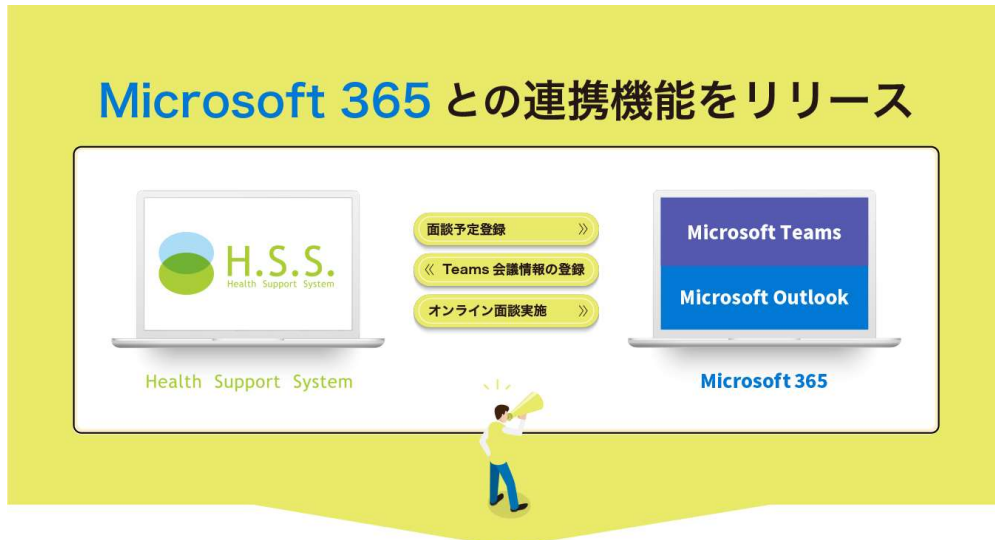 Microsoft 365 との連携機能をリリース
H.S.S.
Health Support System
面談予定登録 》
《 Teams 会議情報の登録
オンライン面談実施 》
Microsoft Teams
Microsoft Outlook
Health Support System
Microsoft 365